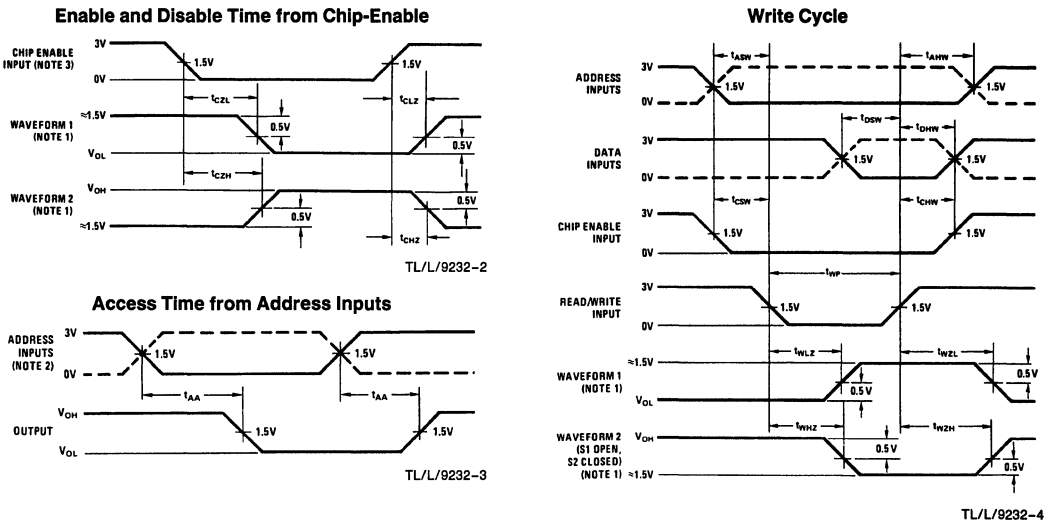 Enable and Disable Time from Chip-Enable
CHIP ENABLE
INPUT (NOTE 3)
3V
0V
1.5V
1.5V
tCZL
tCLZ
WAVEFORM 1
(NOTE 1)
≈1.5V
VOL
0.5V
0.5V
tCZH
WAVEFORM 2
(NOTE 1)
VOH
≈1.5V
0.5V
0.5V
tCHZ
TL/L/9232-2
Access Time from Address Inputs
ADDRESS
INPUTS
(NOTE 2)
3V
0V
1.5V
1.5V
tAA
tAA
OUTPUT
VOH
VOL
1.5V
1.5V
TL/L/9232-3
Write Cycle
tASW
tAHW
ADDRESS
INPUTS
3V
0V
1.5V
1.5V
tDSW
tDHW
DATA
INPUTS
3V
0V
1.5V
1.5V
tCSW
tCHW
CHIP ENABLE
INPUT
3V
0V
1.5V
1.5V
tWP
READ/WRITE
INPUT
3V
0V
1.5V
1.5V
tWLZ
tWZL
WAVEFORM 1
(NOTE 1)
≈1.5V
VOL
0.5V
0.5V
tWHZ
tWZH
WAVEFORM 2
(S1 OPEN,
S2 CLOSED)
(NOTE 1)
VOH
≈1.5V
0.5V
0.5V
TL/L/9232-4